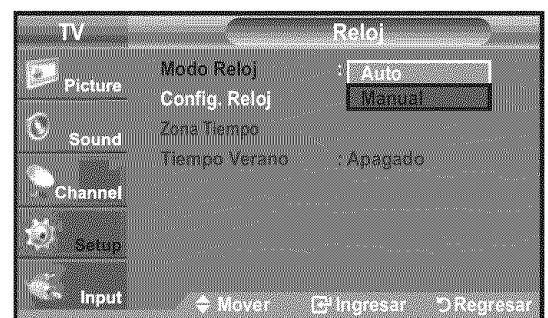 TV
Reloj
Picture
Sound
Channel
Setup
Input
Modo Reloj : Auto
Manual
Config. Reloj
Zona Tiempo
Tiempo Verano : Apagado
Mover Ingresar Regresar